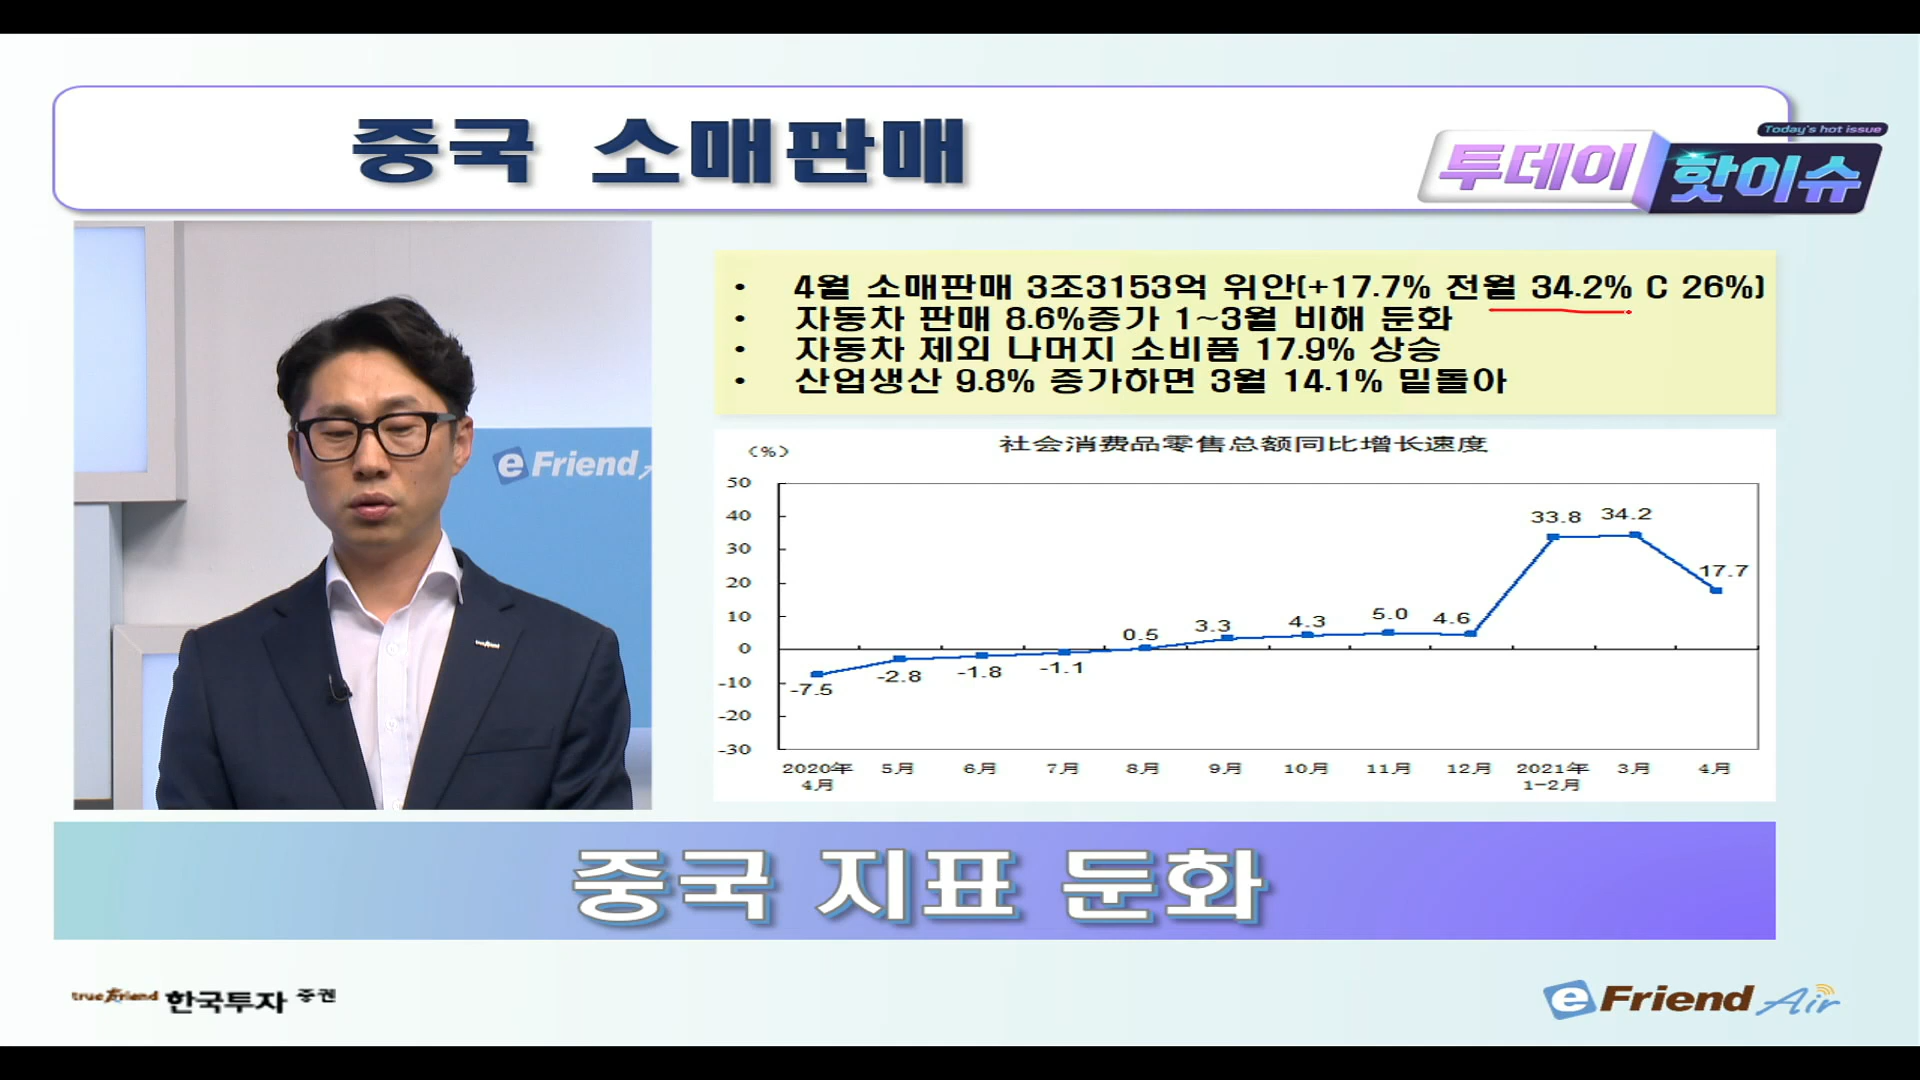 중국 소매판매
Today's hot issue
투데이 핫이슈
• 4월 소매판매 3조3153억 위안(+17.7% 전월 34.2% C 26%)
• 자동차 판매 8.6%증가 1~3월 비해 둔화
• 자동차 제외 나머지 소비품 17.9% 상승
• 산업생산 9.8% 증가하면 3월 14.1% 밑돌아
e Friend
社会消费品零售总额同比增长速度
(%)
50
40
30
20
10
0
-10
-20
-30
-7.5
-2.8
-1.8
-1.1
0.5
3.3
4.3
5.0
4.6
33.8
34.2
17.7
2020年 5月 6月 7月 8月 9月 10月 11月 12月 2021年 3月 4月
4月 1-2月
중국 지표 둔화
true friend 한국투자 증권
e Friend Air